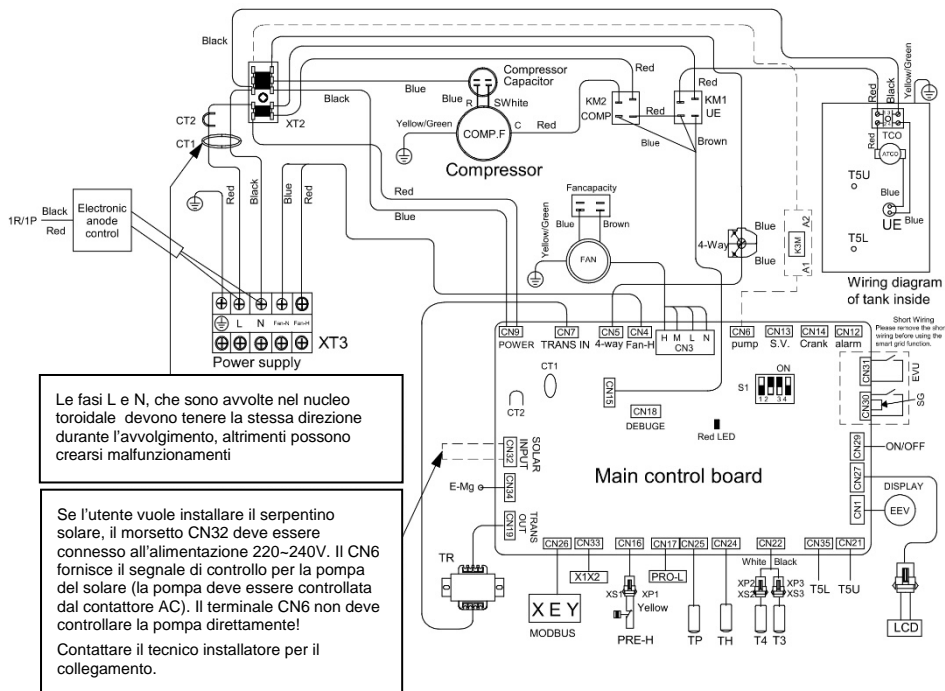 Black
Compressor
Capacitor
Blue
Blue
R
S
White
Black
CT2
XT2
Yellow/Green
COMP.F
C
Red
Compressor
CT1
Red
KM2
COMP
Red
KM1
UE
Red
Blue
Brown
Red
Black
Yellow/Green
TCO
Red
ATCO
T5U
Blue
UE
Blue
T5L
Wiring diagram
of tank inside
Red
Black
Blue
Red
Red
Blue
Fancapacity
Blue
Brown
Yellow/Green
FAN
4-Way
Blue
Blue
K3M
A2
A1
1R/1P
Black
Red
Electronic
anode
control
L
N
Fan-N
Fan-H
XT3
Power supply
Short Wiring
Please remove the shor
wiring before using the
smart grid function.
CN9
POWER
CN7
TRANS IN
CN5
4-way
CN4
Fan-H
H
M
L
N
CN3
CN6
pump
CN13
S.V.
CN14
Crank
CN12
alarm
CT1
CT2
CN15
CN18
DEBUGE
S1
ON
1 2 3 4
Red LED
CN31
EVU
CN30
SG
CN29
ON/OFF
CN27
DISPLAY
CN1
EEV
SOLAR
INPUT
CN32
E-Mg
CN34
TRANS
OUT
CN19
Main control board
TR
CN26
CN33
CN16
CN17
CN25
CN24
CN22
CN35
CN21
X1X2
XS1
XP1
Yellow
PRO-L
White
Black
XP2
XS2
XP3
XS3
T5L
T5U
X E Y
MODBUS
PRE-H
TP
TH
T4
T3
LCD
Le fasi L e N, che sono avvolte nel nucleo
toroidale devono tenere la stessa direzione
durante l'avvolgimento, altrimenti possono
crearsi malfunzionamenti
Se l'utente vuole installare il serpentino
solare, il morsetto CN32 deve essere
connesso all'alimentazione 220~240V. Il CN6
fornisce il segnale di controllo per la pompa
del solare (la pompa deve essere controllata
dal contattore AC). Il terminale CN6 non deve
controllare la pompa direttamente!
Contattare il tecnico installatore per il
collegamento.